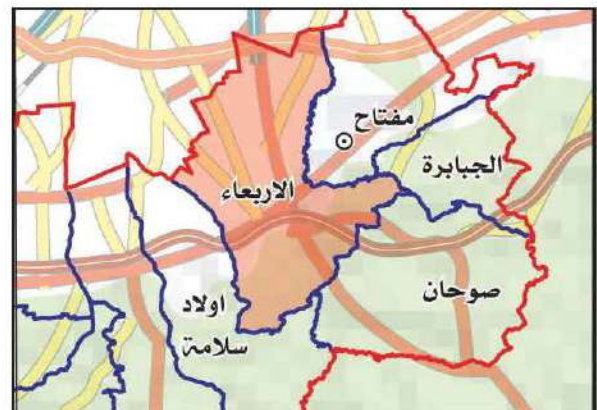 مفتاح
الجبابرة
الاربعاء
صوحان
اولاد
سلامة